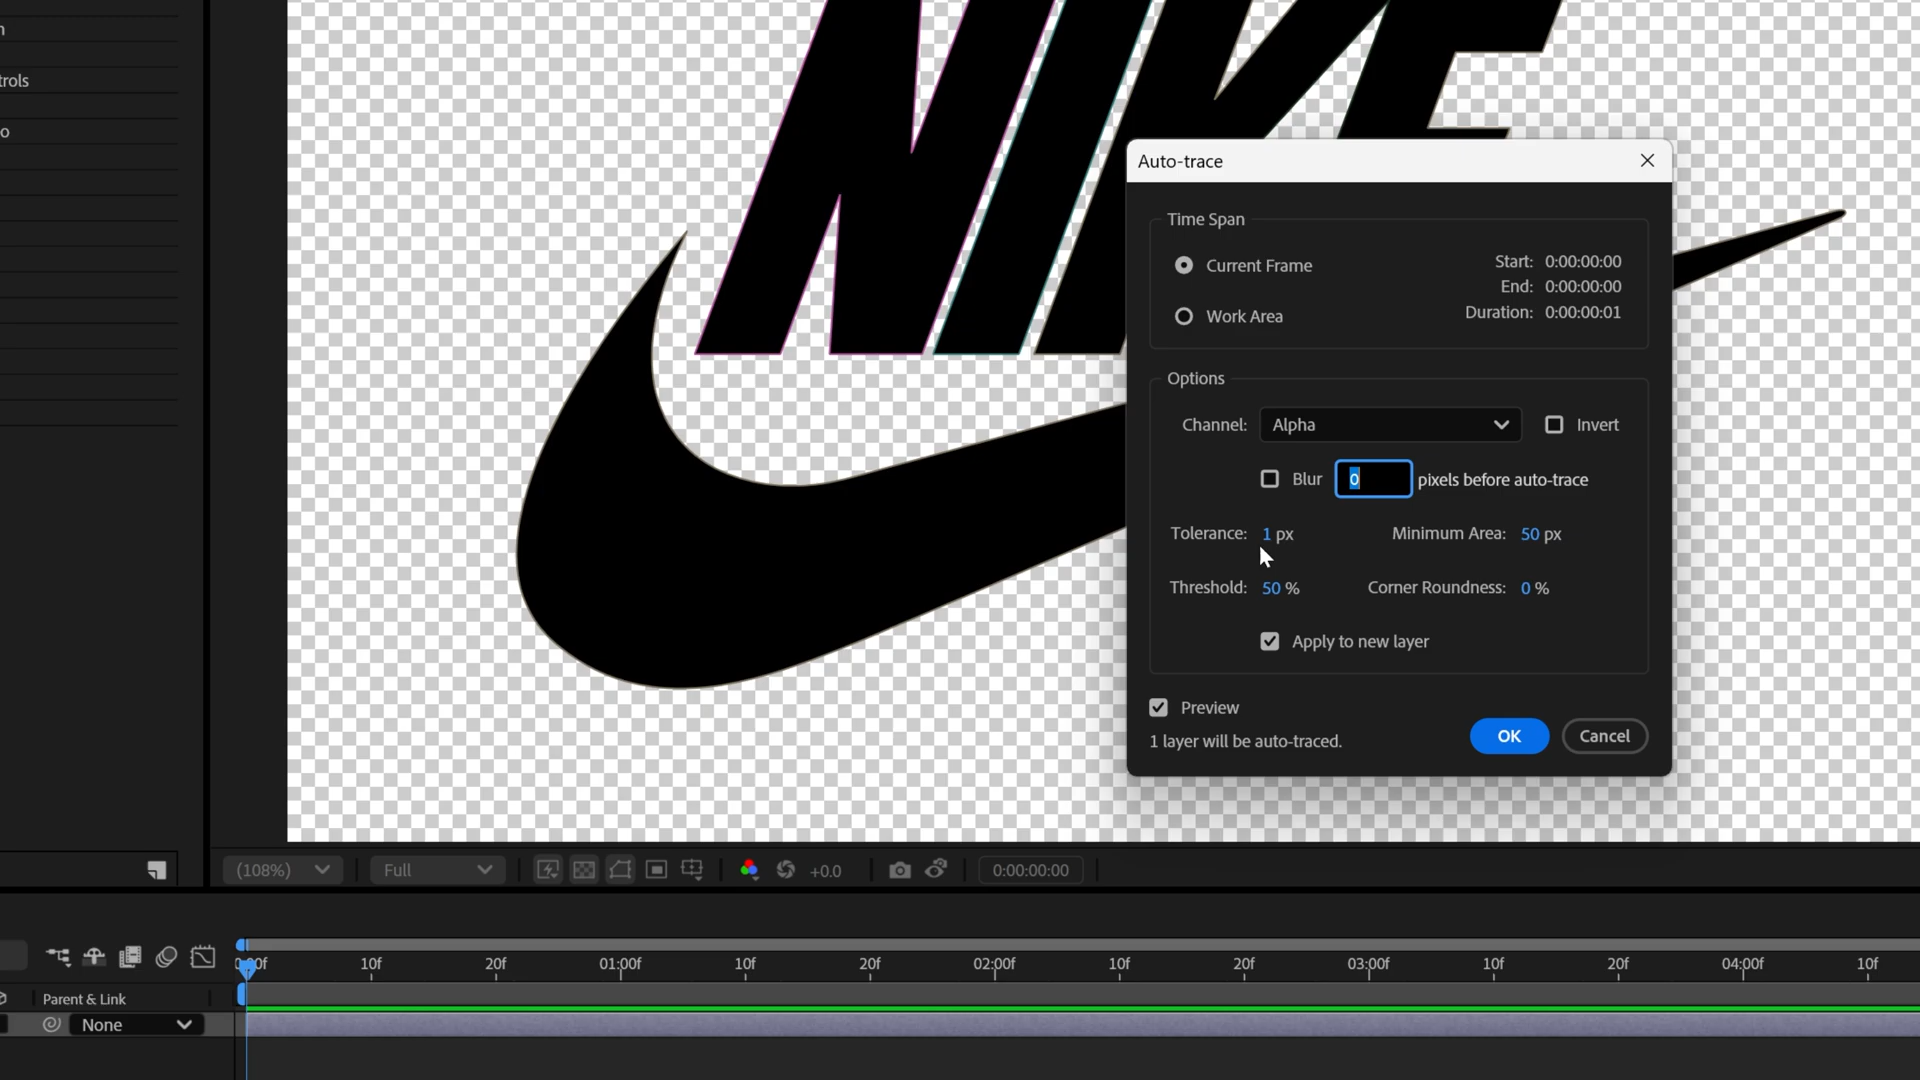 n
trols
o
NIKE
Auto-trace
Time Span
Current Frame
Start: 0:00:00:00
End: 0:00:00:00
Work Area
Duration: 0:00:00:01
Options
Channel: Alpha
Invert
Blur 0 pixels before auto-trace
Tolerance: 1 px
Minimum Area: 50 px
Threshold: 50 %
Corner Roundness: 0 %
Apply to new layer
Preview
1 layer will be auto-traced.
OK
Cancel
(108%)
Full
+0.0
0:00:00:00
0:00f 10f 20f 01:00f 10f 20f 02:00f 10f 20f 03:00f 10f 20f 04:00f 10f
Parent & Link
None